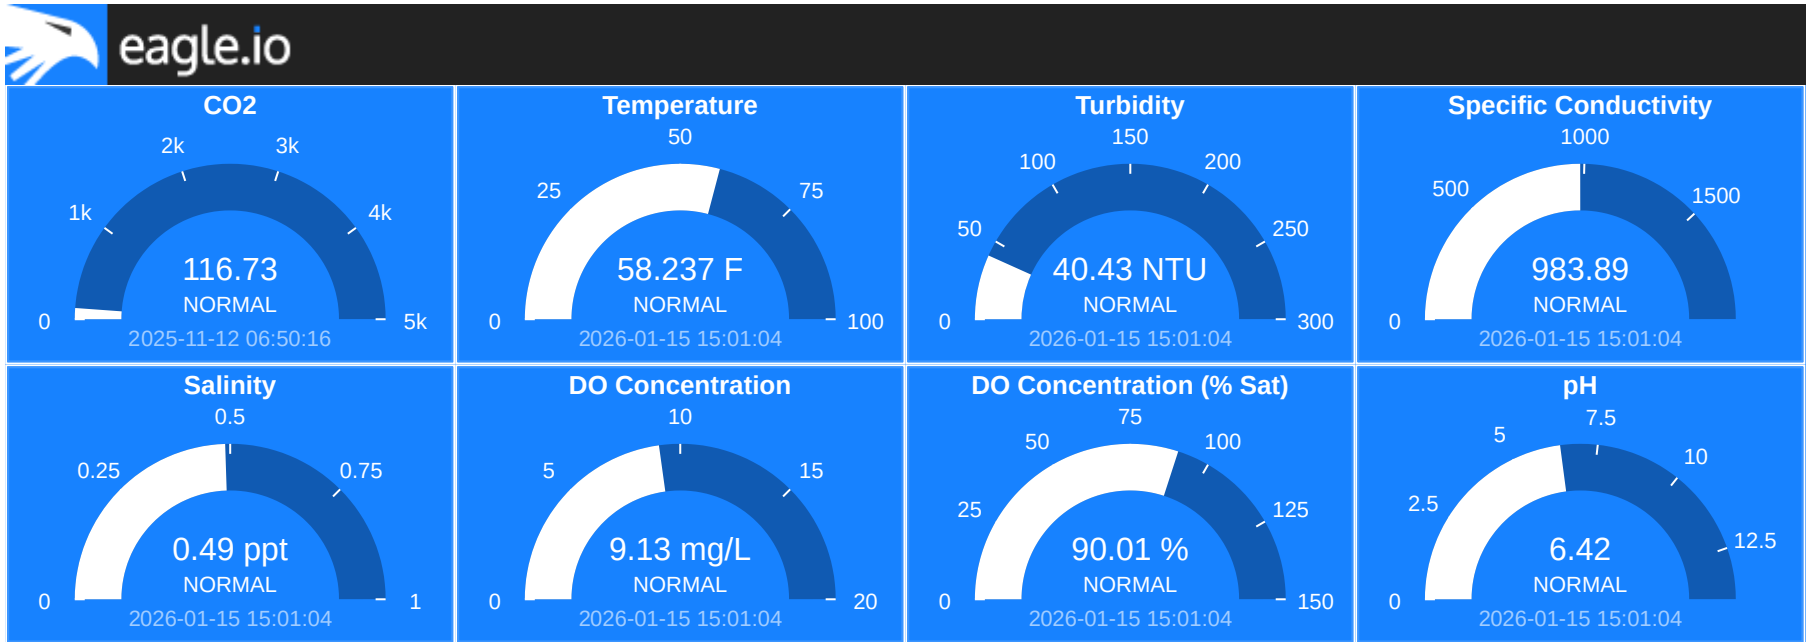 eagle.io
CO2
2k 3k
1k 4k
116.73
NORMAL
0 5k
2025-11-12 06:50:16
Temperature
50
25 75
58.237 F
NORMAL
0 100
2026-01-15 15:01:04
Turbidity
150
100 200
50 250
40.43 NTU
NORMAL
0 300
2026-01-15 15:01:04
Specific Conductivity
1000
500 1500
983.89
NORMAL
0
2026-01-15 15:01:04
Salinity
0.5
0.25 0.75
0.49 ppt
NORMAL
0 1
2026-01-15 15:01:04
DO Concentration
10
5 15
9.13 mg/L
NORMAL
0 20
2026-01-15 15:01:04
DO Concentration (% Sat)
75
50 100
25 125
90.01 %
NORMAL
0 150
2026-01-15 15:01:04
pH
7.5
5 10
2.5 12.5
6.42
NORMAL
0
2026-01-15 15:01:04